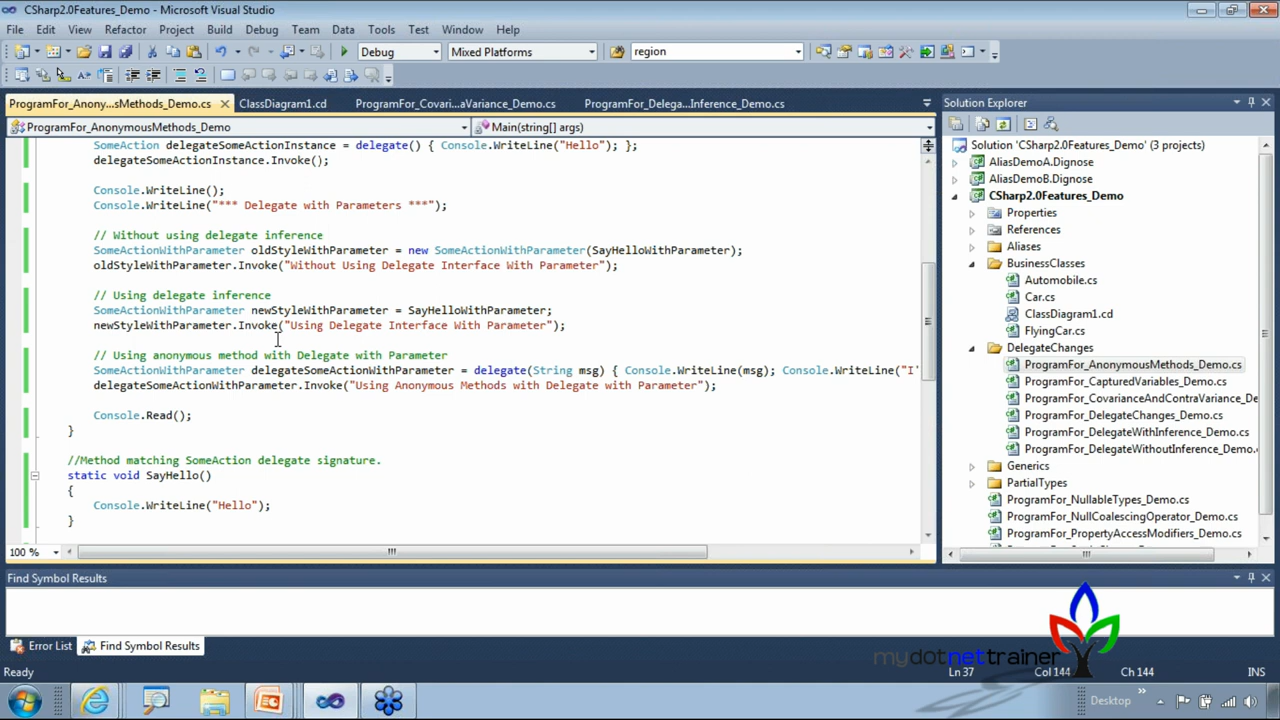 CSharp2.0Features_Demo - Microsoft Visual Studio
File Edit View Refactor Project Build Debug Team Data Tools Test Window Help
Debug Mixed Platforms region
ProgramFor_Anony...sMethods_Demo.cs ClassDiagram1.cd ProgramFor_Covari...aVariance_Demo.cs ProgramFor_Delega...Inference_Demo.cs
ProgramFor_AnonymousMethods_Demo Main(string[] args)
SomeAction delegateSomeActionInstance = delegate() { Console.WriteLine("Hello"); };
delegateSomeActionInstance.Invoke();
Console.WriteLine();
Console.WriteLine("*** Delegate with Parameters ***");
// Without using delegate inference
SomeActionWithParameter oldStyleWithParameter = new SomeActionWithParameter(SayHelloWithParameter);
oldStyleWithParameter.Invoke("Without Using Delegate Interface With Parameter");
// Using delegate inference
SomeActionWithParameter newStyleWithParameter = SayHelloWithParameter;
newStyleWithParameter.Invoke("Using Delegate Interface With Parameter");
// Using anonymous method with Delegate with Parameter
SomeActionWithParameter delegateSomeActionWithParameter = delegate(String msg) { Console.WriteLine(msg); Console.WriteLine("I'
delegateSomeActionWithParameter.Invoke("Using Anonymous Methods with Delegate with Parameter");
Console.Read();
}
//Method matching SomeAction delegate signature.
static void SayHello()
{
Console.WriteLine("Hello");
}
100 %
Solution Explorer
Solution 'CSharp2.0Features_Demo' (3 projects)
AliasDemoA.Dignose
AliasDemoB.Dignose
CSharp2.0Features_Demo
Properties
References
Aliases
BusinessClasses
Automobile.cs
Car.cs
ClassDiagram1.cd
FlyingCar.cs
DelegateChanges
ProgramFor_AnonymousMethods_Demo.cs
ProgramFor_CapturedVariables_Demo.cs
ProgramFor_CovarianceAndContraVariance_De
ProgramFor_DelegateChanges_Demo.cs
ProgramFor_DelegateWithInference_Demo.cs
ProgramFor_DelegateWithoutInference_Demo.
Generics
PartialTypes
ProgramFor_NullableTypes_Demo.cs
ProgramFor_NullCoalescingOperator_Demo.cs
ProgramFor_PropertyAccessModifiers_Demo.cs
Find Symbol Results
Error List Find Symbol Results
mydotnettrainer
Ready Ln 37 Col 144 Ch 144 INS
Desktop